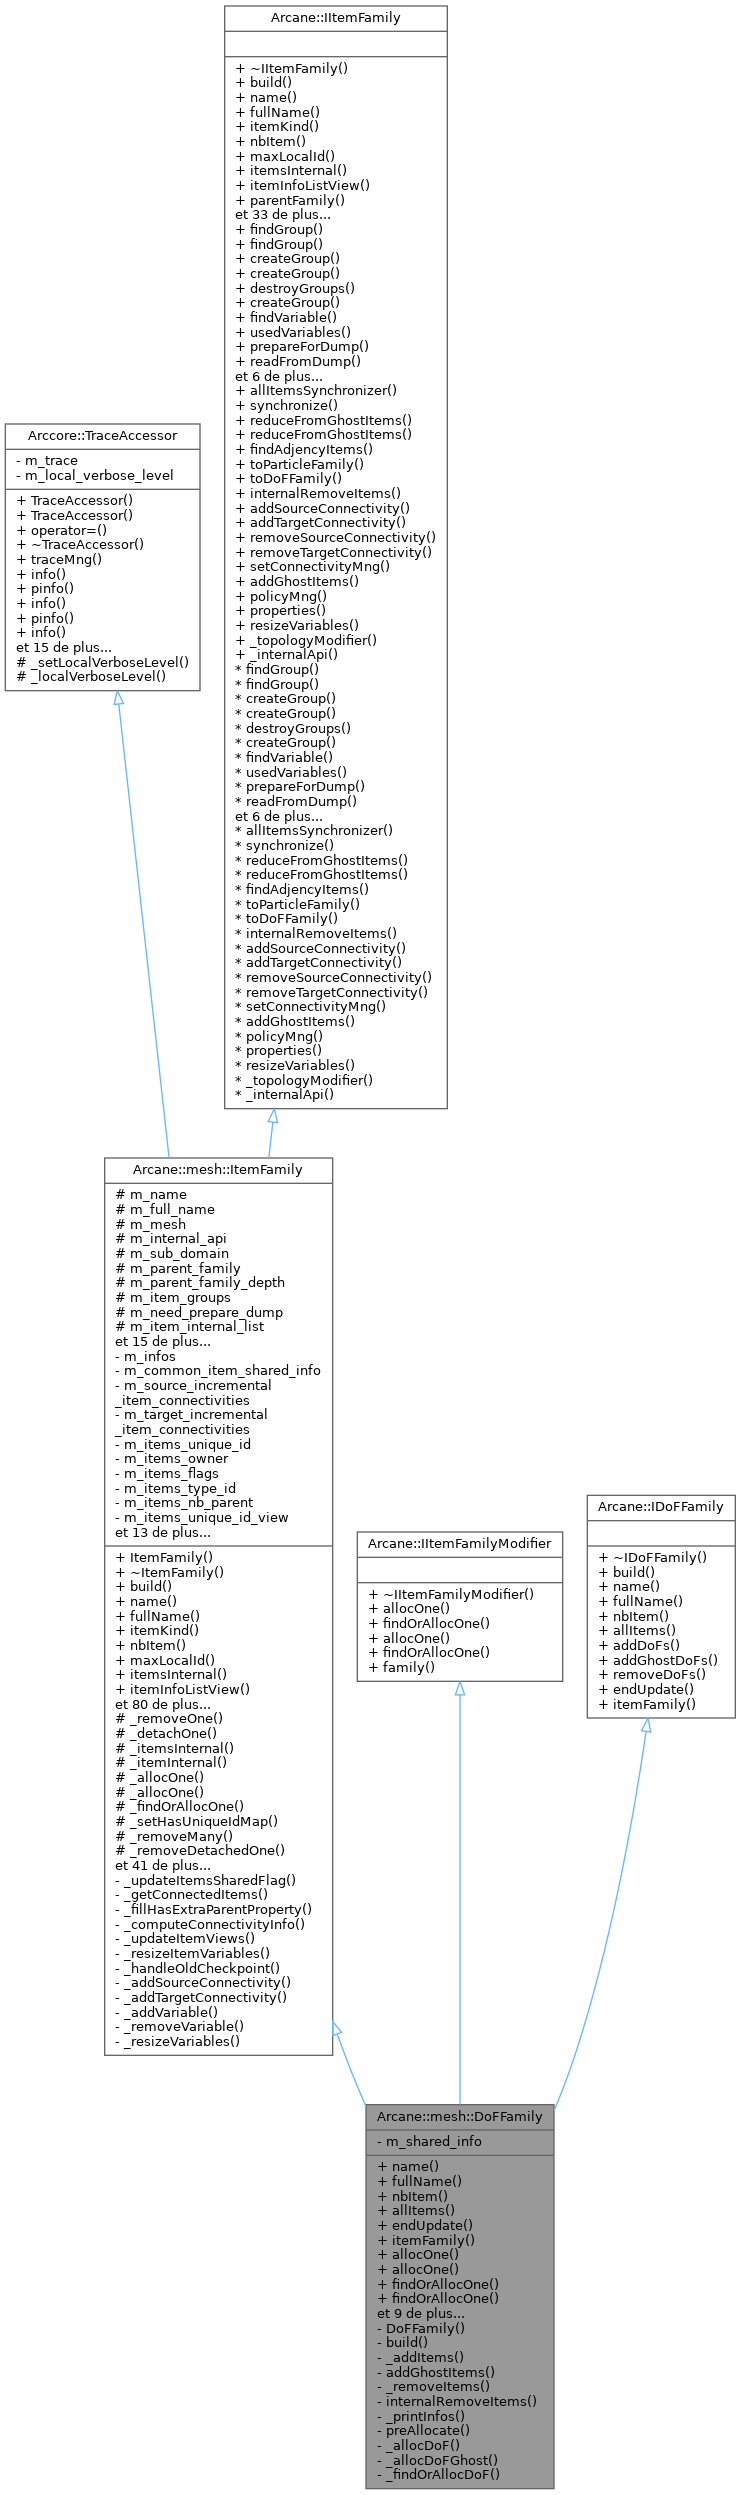 Arcane::IItemFamily
+ ~IItemFamily()
+ build()
+ name()
+ fullName()
+ itemKind()
+ nbItem()
+ maxLocalId()
+ itemsInternal()
+ itemInfoListView()
+ parentFamily()
et 33 de plus...
+ findGroup()
+ findGroup()
+ createGroup()
+ createGroup()
+ destroyGroups()
+ createGroup()
+ findVariable()
+ usedVariables()
+ prepareForDump()
+ readFromDump()
et 6 de plus...
+ allItemsSynchronizer()
+ synchronize()
+ reduceFromGhostItems()
+ reduceFromGhostItems()
+ findAdjencyItems()
+ toParticleFamily()
+ toDoFFamily()
+ internalRemoveItems()
+ addSourceConnectivity()
+ addTargetConnectivity()
+ removeSourceConnectivity()
+ removeTargetConnectivity()
+ setConnectivityMng()
+ addGhostItems()
+ policyMng()
+ properties()
+ resizeVariables()
+ _topologyModifier()
+ _internalApi()
* findGroup()
* findGroup()
* createGroup()
* createGroup()
* destroyGroups()
* createGroup()
* findVariable()
* usedVariables()
* prepareForDump()
* readFromDump()
et 6 de plus...
* allItemsSynchronizer()
* synchronize()
* reduceFromGhostItems()
* reduceFromGhostItems()
* findAdjencyItems()
* toParticleFamily()
* toDoFFamily()
* internalRemoveItems()
* addSourceConnectivity()
* addTargetConnectivity()
* removeSourceConnectivity()
* removeTargetConnectivity()
* setConnectivityMng()
* addGhostItems()
* policyMng()
* properties()
* resizeVariables()
* _topologyModifier()
* _internalApi()
Arccore::TraceAccessor
- m_trace
- m_local_verbose_level
+ TraceAccessor()
+ TraceAccessor()
+ operator=()
+ ~TraceAccessor()
+ traceMng()
+ info()
+ pinfo()
+ info()
+ pinfo()
+ info()
et 15 de plus...
# _setLocalVerboseLevel()
# _localVerboseLevel()
Arcane::mesh::ItemFamily
# m_name
# m_full_name
# m_mesh
# m_internal_api
# m_sub_domain
# m_parent_family
# m_parent_family_depth
# m_item_groups
# m_need_prepare_dump
# m_item_internal_list
et 15 de plus...
- m_infos
- m_common_item_shared_info
- m_source_incremental
_item_connectivities
- m_target_incremental
_item_connectivities
- m_items_unique_id
- m_items_owner
- m_items_flags
- m_items_type_id
- m_items_nb_parent
- m_items_unique_id_view
et 13 de plus...
+ ItemFamily()
+ ~ItemFamily()
+ build()
+ name()
+ fullName()
+ itemKind()
+ nbItem()
+ maxLocalId()
+ itemsInternal()
+ itemInfoListView()
et 80 de plus...
# _removeOne()
# _detachOne()
# _itemsInternal()
# _itemInternal()
# _allocOne()
# _allocOne()
# _findOrAllocOne()
# _setHasUniqueIdMap()
# _removeMany()
# _removeDetachedOne()
et 41 de plus...
- _updateItemsSharedFlag()
- _getConnectedItems()
- _fillHasExtraParentProperty()
- _computeConnectivityInfo()
- _updateItemViews()
- _resizeItemVariables()
- _handleOldCheckpoint()
- _addSourceConnectivity()
- _addTargetConnectivity()
- _addVariable()
- _removeVariable()
- _resizeVariables()
Arcane::IItemFamilyModifier
+ ~IItemFamilyModifier()
+ allocOne()
+ findOrAllocOne()
+ allocOne()
+ findOrAllocOne()
+ family()
Arcane::IDoFFamily
+ ~IDoFFamily()
+ build()
+ name()
+ fullName()
+ nbItem()
+ allItems()
+ addDoFs()
+ addGhostDoFs()
+ removeDoFs()
+ endUpdate()
+ itemFamily()
Arcane::mesh::DoFFamily
- m_shared_info
+ name()
+ fullName()
+ nbItem()
+ allItems()
+ endUpdate()
+ itemFamily()
+ allocOne()
+ allocOne()
+ findOrAllocOne()
+ findOrAllocOne()
et 9 de plus...
- DoFFamily()
- build()
- _addItems()
- addGhostItems()
- _removeItems()
- internalRemoveItems()
- _printInfos()
- preAllocate()
- _allocDoF()
- _allocDoFGhost()
- _findOrAllocDoF()